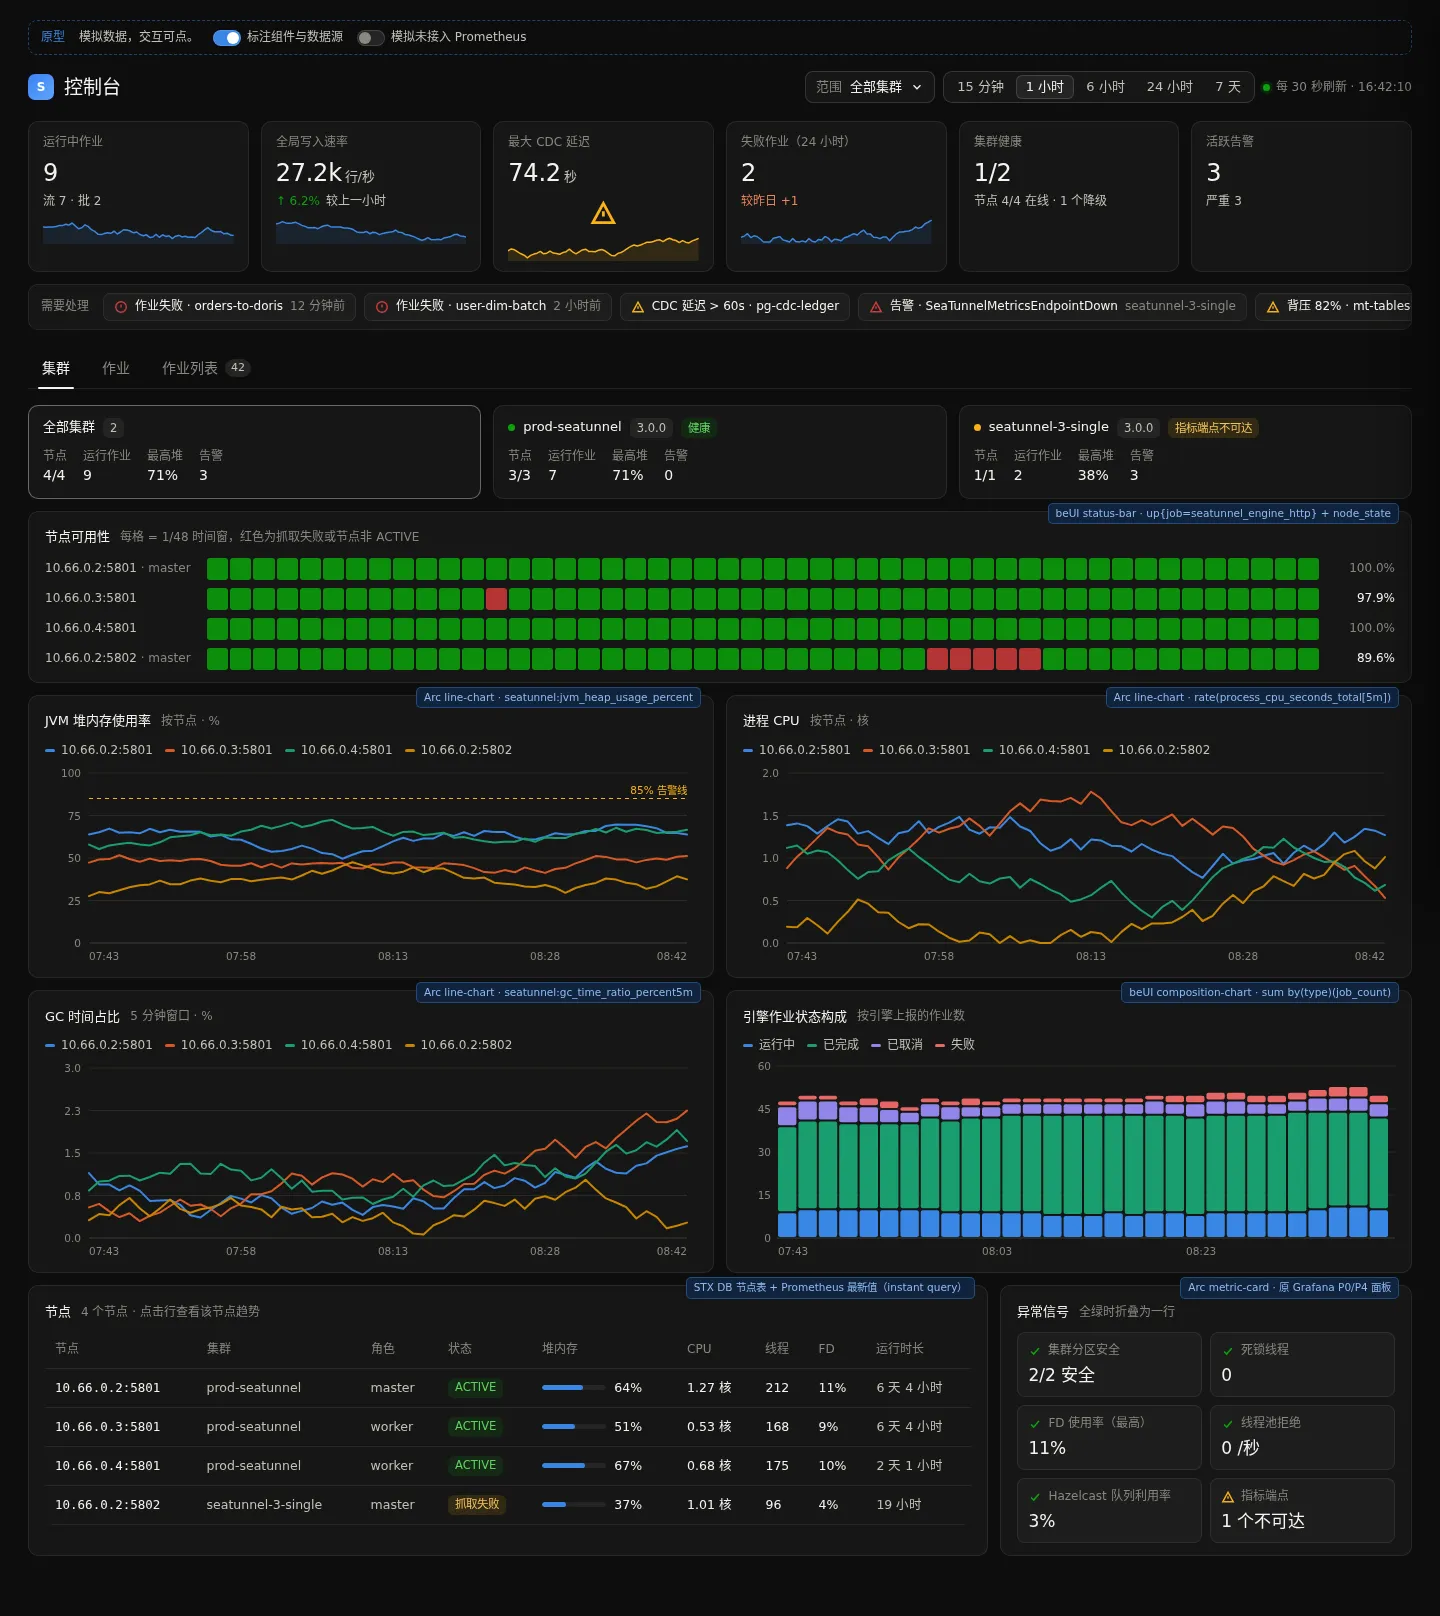 原型 模拟数据，交互可点。 标注组件与数据源 模拟未接入 Prometheus
S 控制台 范围 全部集群 15 分钟 1 小时 6 小时 24 小时 7 天 每 30 秒刷新 · 16:42:10
运行中作业
9
流 7 · 批 2
全局写入速率
27.2k 行/秒
↑ 6.2% 较上一小时
最大 CDC 延迟
74.2 秒
失败作业（24 小时）
2
较昨日 +1
集群健康
1/2
节点 4/4 在线 · 1 个降级
活跃告警
3
严重 3
需要处理 作业失败 · orders-to-doris 12 分钟前 作业失败 · user-dim-batch 2 小时前 CDC 延迟 > 60s · pg-cdc-ledger 告警 · SeaTunnelMetricsEndpointDown seatunnel-3-single 背压 82% · mt-tables
集群 作业 作业列表 42
全部集群 2
节点 运行作业 最高堆 告警
4/4 9 71% 3
prod-seatunnel 3.0.0 健康
节点 运行作业 最高堆 告警
3/3 7 71% 0
seatunnel-3-single 3.0.0 指标端点不可达
节点 运行作业 最高堆 告警
1/1 2 38% 3
beUI status-bar · up{job=seatunnel_engine_http} + node_state
节点可用性 每格 = 1/48 时间窗，红色为抓取失败或节点非 ACTIVE
10.66.0.2:5801 · master 100.0%
10.66.0.3:5801 97.9%
10.66.0.4:5801 100.0%
10.66.0.2:5802 · master 89.6%
Arc line-chart · seatunnel:jvm_heap_usage_percent
JVM 堆内存使用率 按节点 · %
10.66.0.2:5801 10.66.0.3:5801 10.66.0.4:5801 10.66.0.2:5802
100
85% 告警线
75
50
25
0
07:43 07:58 08:13 08:28 08:42
Arc line-chart · rate(process_cpu_seconds_total[5m])
进程 CPU 按节点 · 核
10.66.0.2:5801 10.66.0.3:5801 10.66.0.4:5801 10.66.0.2:5802
2.0
1.5
1.0
0.5
0.0
07:43 07:58 08:13 08:28 08:42
Arc line-chart · seatunnel:gc_time_ratio_percent5m
GC 时间占比 5 分钟窗口 · %
10.66.0.2:5801 10.66.0.3:5801 10.66.0.4:5801 10.66.0.2:5802
3.0
2.3
1.5
0.8
0.0
07:43 07:58 08:13 08:28 08:42
beUI composition-chart · sum by(type)(job_count)
引擎作业状态构成 按引擎上报的作业数
运行中 已完成 已取消 失败
60
45
30
15
0
07:43 08:03 08:23
STX DB 节点表 + Prometheus 最新值（instant query）
节点 4 个节点 · 点击行查看该节点趋势
节点 集群 角色 状态 堆内存 CPU 线程 FD 运行时长
10.66.0.2:5801 prod-seatunnel master ACTIVE 64% 1.27 核 212 11% 6 天 4 小时
10.66.0.3:5801 prod-seatunnel worker ACTIVE 51% 0.53 核 168 9% 6 天 4 小时
10.66.0.4:5801 prod-seatunnel worker ACTIVE 67% 0.68 核 175 10% 2 天 1 小时
10.66.0.2:5802 seatunnel-3-single master 抓取失败 37% 1.01 核 96 4% 19 小时
Arc metric-card · 原 Grafana P0/P4 面板
异常信号 全绿时折叠为一行
集群分区安全
2/2 安全
死锁线程
0
FD 使用率（最高）
11%
线程池拒绝
0 /秒
Hazelcast 队列利用率
3%
指标端点
1 个不可达